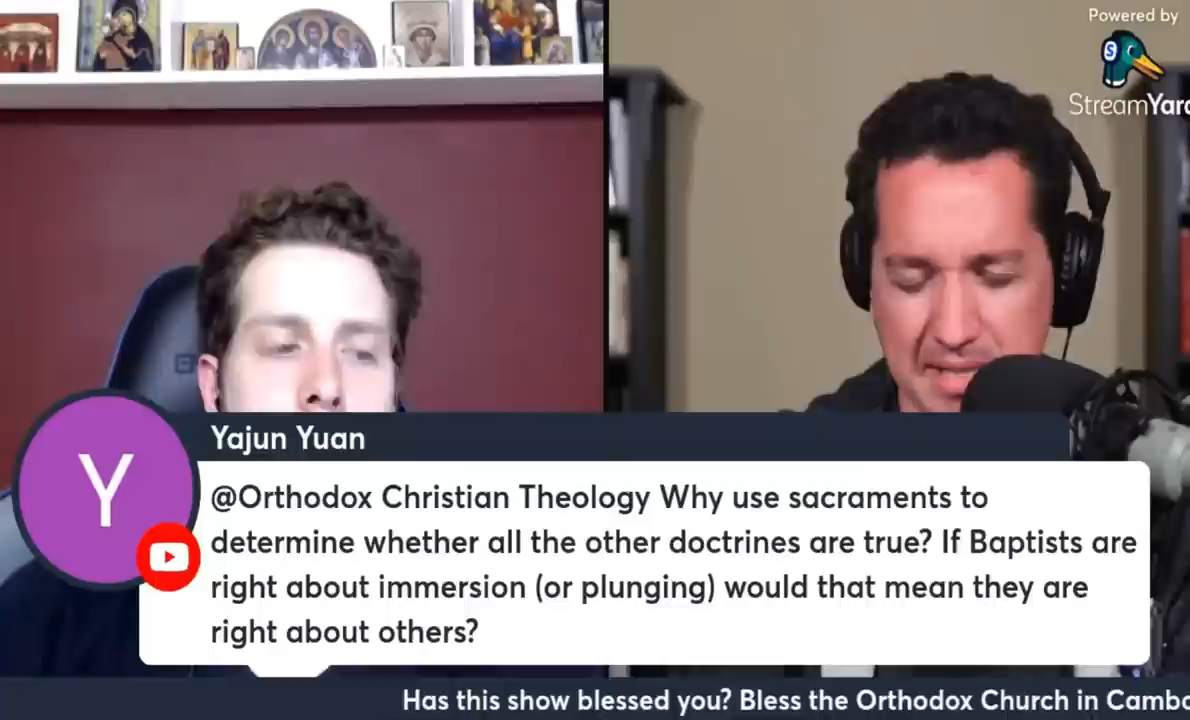 Powered by
S
StreamYard
Yajun Yuan
Y
@Orthodox Christian Theology Why use sacraments to
determine whether all the other doctrines are true? If Baptists are
right about immersion (or plunging) would that mean they are
right about others?
Has this show blessed you? Bless the Orthodox Church in